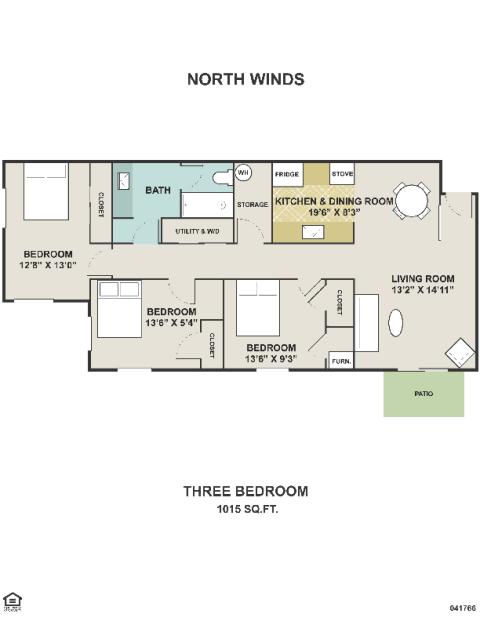 NORTH WINDS
WH
FRIDGE
STOVE
BATH
CLOSET
STORAGE
KITCHEN & DINING ROOM
19'6" X 8'3"
UTILITY & W/D
BEDROOM
12'8" X 13'0"
LIVING ROOM
13'2" X 14'11"
BEDROOM
13'6" X 5'4"
CLOSET
CLOSET
BEDROOM
13'6" X 9'3"
FURN.
PATIO
THREE BEDROOM
1015 SQ.FT.
041766